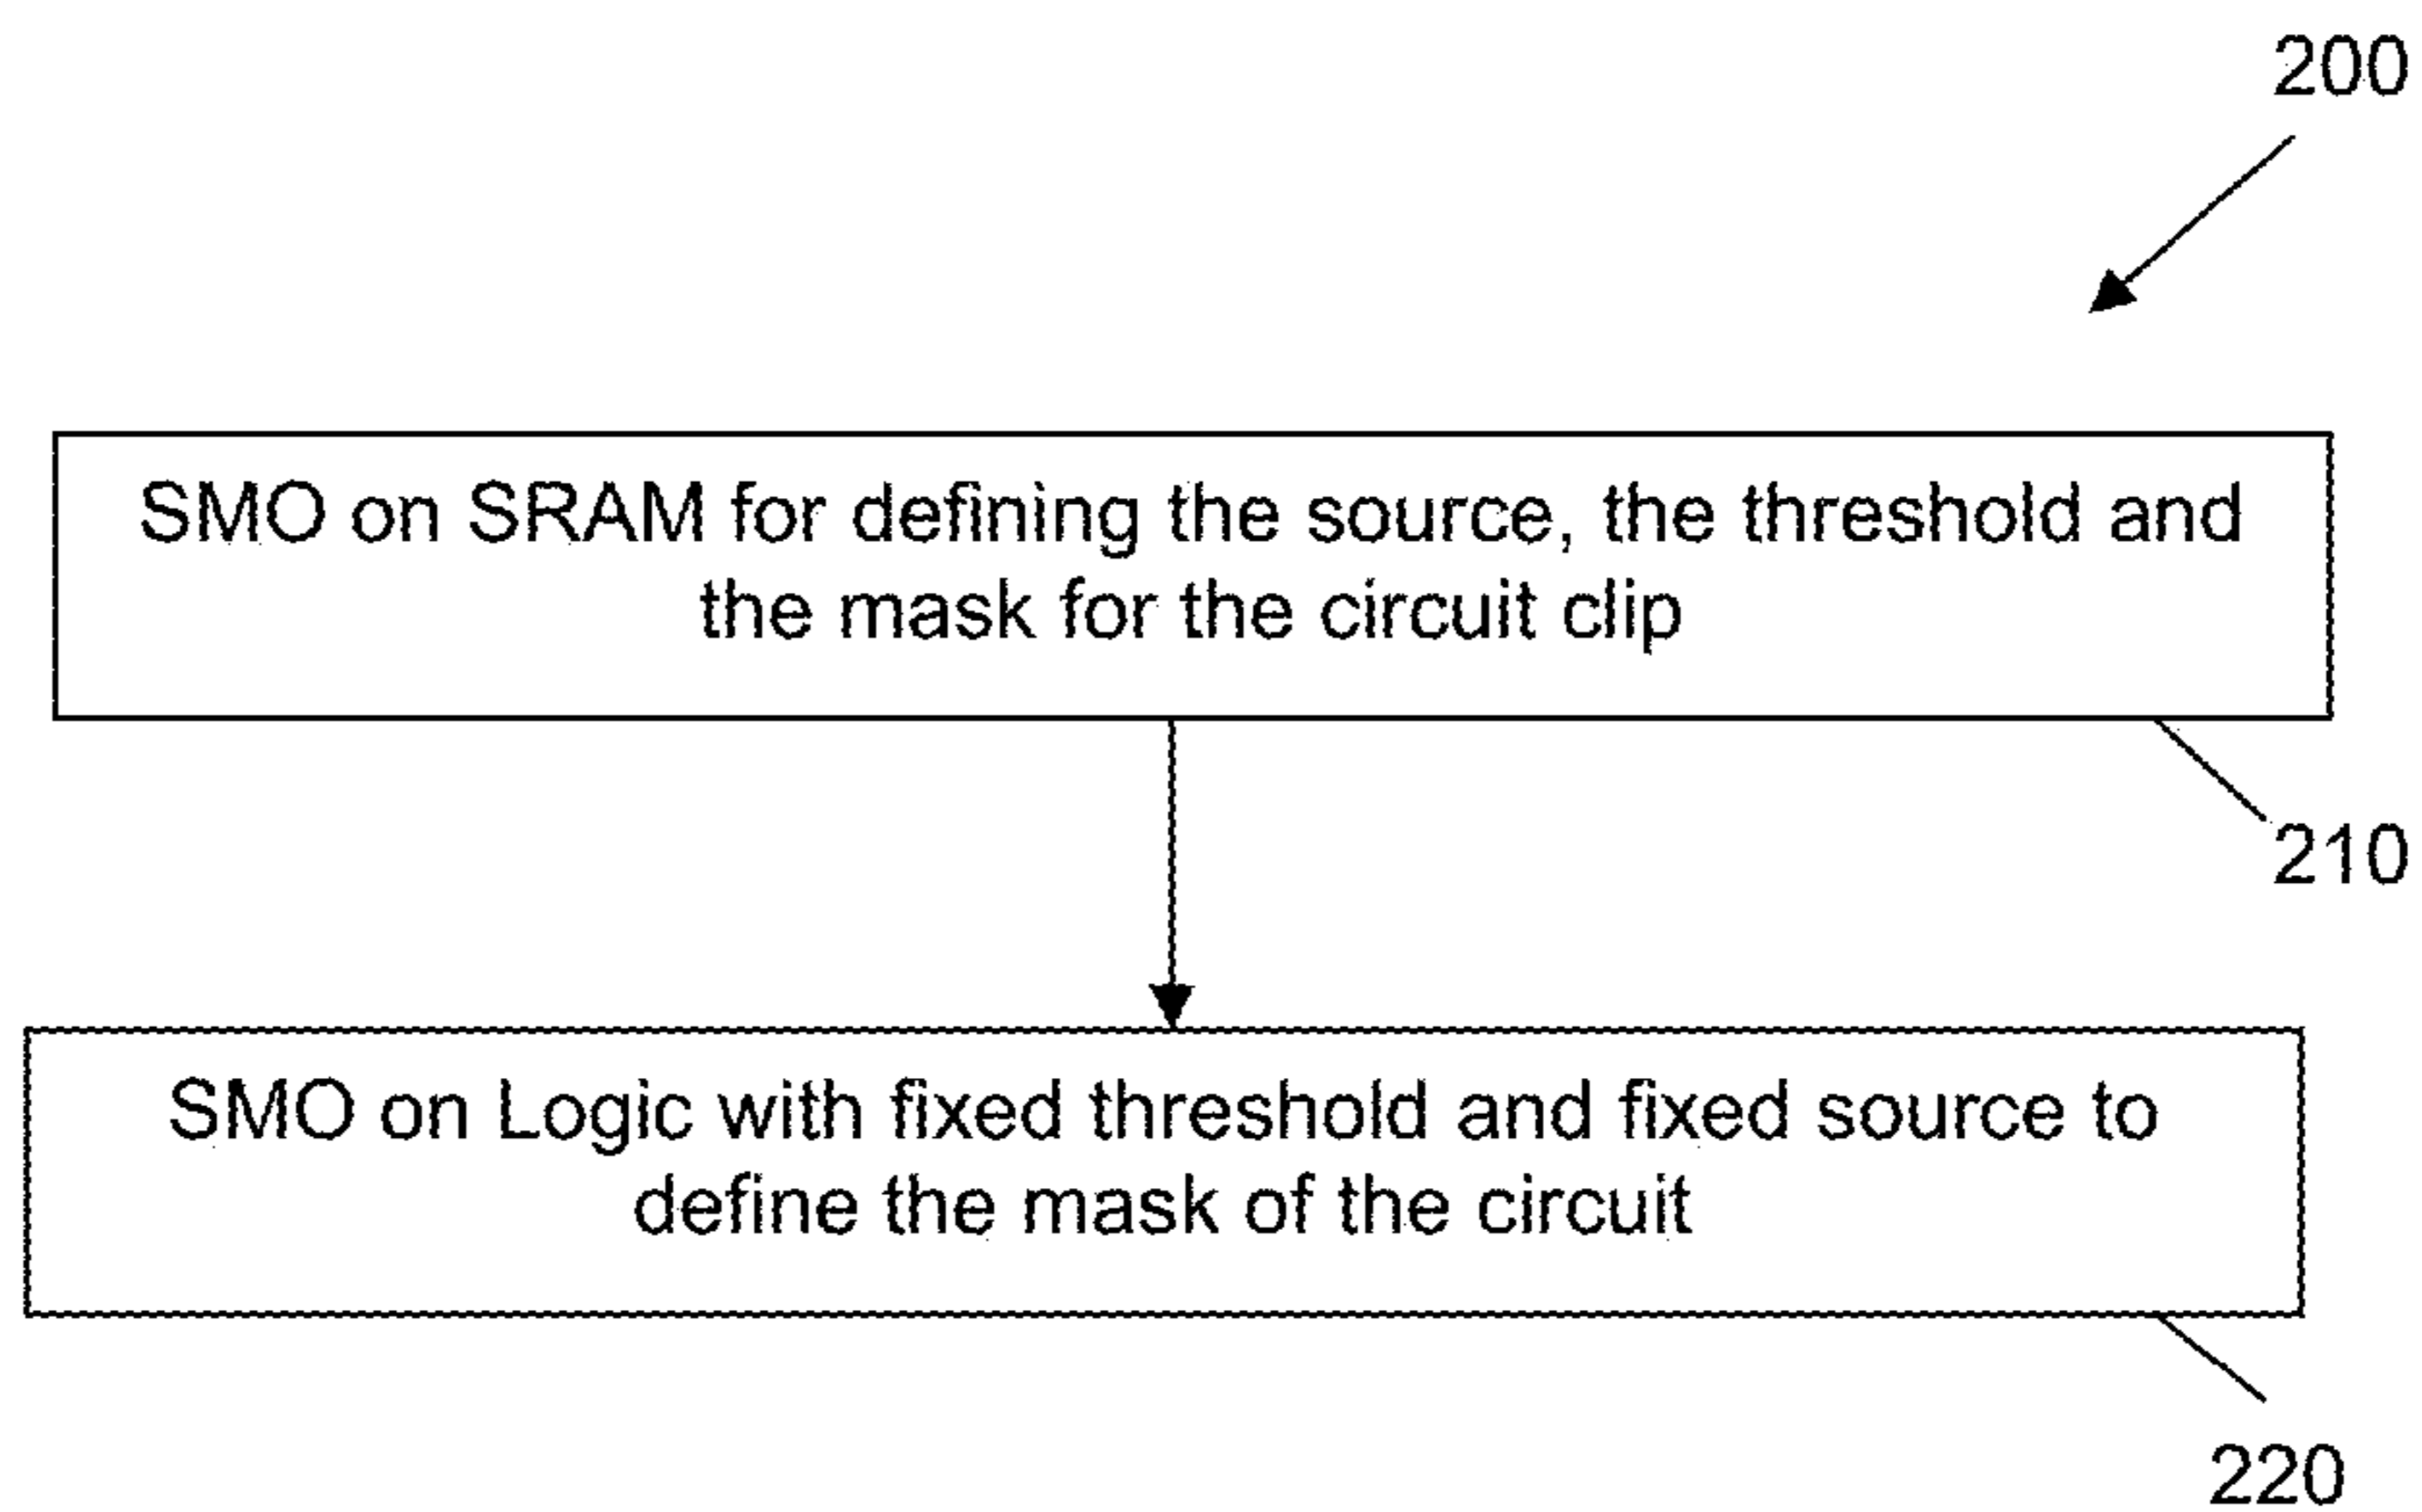 200
SMO on SRAM for defining the source, the threshold and
the mask for the circuit clip
210
SMO on Logic with fixed threshold and fixed source to
define the mask of the circuit
220